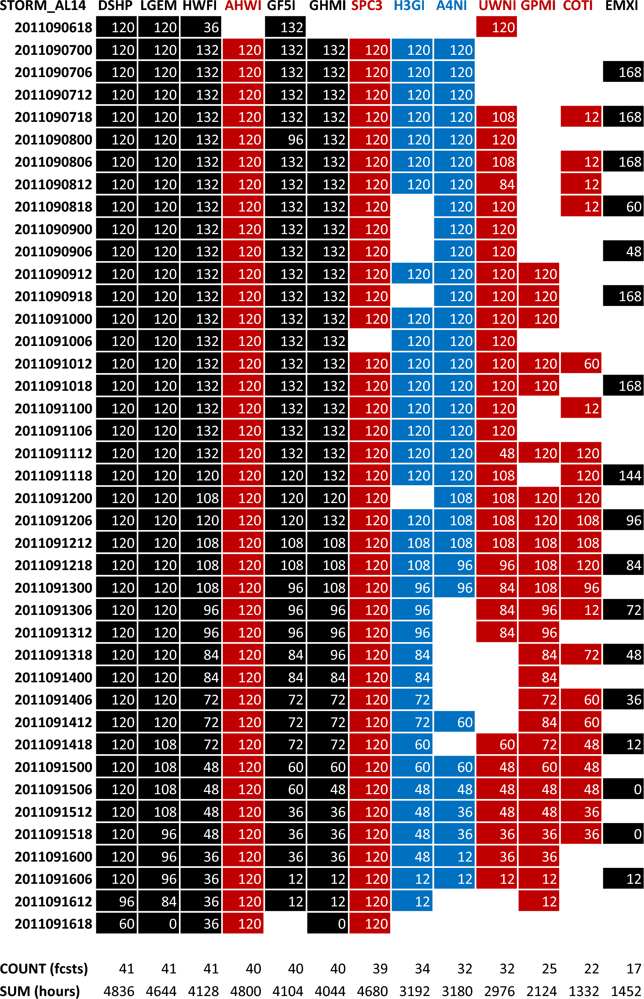 STORM_AL14 DSHP LGEM HWFI AHWI GF5I GHMI SPC3 H3GI A4NI UWNI GPMI COTI EMXI
2011090618 120 120 36 132 120
2011090700 120 120 132 120 132 132 120 120 120
2011090706 120 120 132 120 132 132 120 120 120 168
2011090712 120 120 132 120 132 132 120 120 120
2011090718 120 120 132 120 132 132 120 120 120 108 12 168
2011090800 120 120 132 120 96 132 120 120 120 120
2011090806 120 120 132 120 132 132 120 120 120 108 12 168
2011090812 120 120 132 120 132 132 120 120 120 84 12
2011090818 120 120 132 120 132 132 120 120 120 12 60
2011090900 120 120 132 120 132 132 120 120 120
2011090906 120 120 132 120 132 132 120 120 120 48
2011090912 120 120 132 120 132 132 120 120 120 120 120
2011090918 120 120 132 120 132 132 120 120 120 120 168
2011091000 120 120 132 120 132 132 120 120 120 120 120
2011091006 120 120 132 120 132 132 120 120 120
2011091012 120 120 132 120 132 132 120 120 120 120 120 60
2011091018 120 120 132 120 132 132 120 120 120 120 120 168
2011091100 120 120 132 120 132 132 120 120 120 120 12
2011091106 120 120 132 120 132 132 120 120 120 120
2011091112 120 120 132 120 132 132 120 120 120 48 120 120
2011091118 120 120 120 120 120 132 120 120 120 108 120 144
2011091200 120 120 108 120 120 120 120 108 108 120 120
2011091206 120 120 120 120 120 132 120 120 108 108 120 108 96
2011091212 120 120 108 120 108 108 120 108 108 108 108 108
2011091218 120 120 108 120 108 108 120 108 96 96 108 120 84
2011091300 120 120 108 120 96 108 120 96 96 84 108 96
2011091306 120 120 96 120 96 96 120 96 84 96 12 72
2011091312 120 120 96 120 96 96 120 96 84 96
2011091318 120 120 84 120 84 96 120 84 84 72 48
2011091400 120 120 84 120 84 84 120 84 84
2011091406 120 120 72 120 72 72 120 72 72 60 36
2011091412 120 120 72 120 72 72 120 72 60 84 60
2011091418 120 108 72 120 72 72 120 60 60 72 48 12
2011091500 120 108 48 120 60 60 120 60 60 48 60 48
2011091506 120 108 48 120 60 48 120 48 48 48 48 48 0
2011091512 120 108 48 120 36 36 120 48 36 48 48 36
2011091518 120 96 48 120 36 36 120 48 36 36 36 36 0
2011091600 120 96 36 120 36 36 120 48 12 36 36
2011091606 120 96 36 120 12 12 120 12 12 12 12 12
2011091612 96 84 36 120 12 12 120 12 12
2011091618 60 0 36 120 0 120
COUNT (fcsts) 41 41 41 40 40 40 39 34 32 32 25 22 17
SUM (hours) 4836 4644 4128 4800 4104 4044 4680 3192 3180 2976 2124 1332 1452